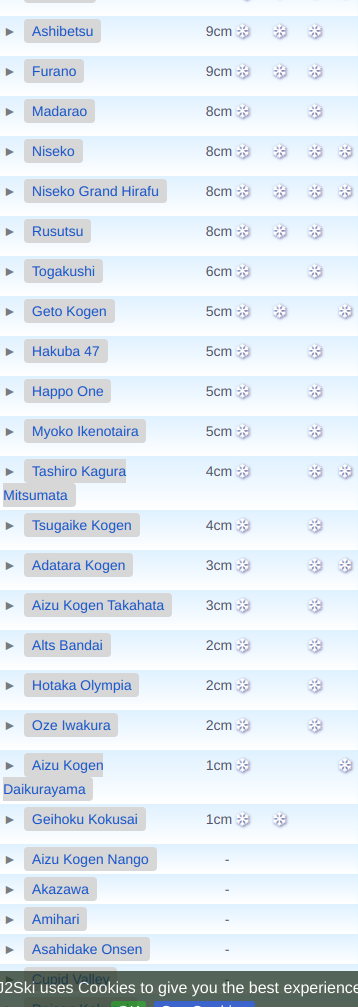 ▶ Ashibetsu 9cm
▶ Furano 9cm
▶ Madarao 8cm
▶ Niseko 8cm
▶ Niseko Grand Hirafu 8cm
▶ Rusutsu 8cm
▶ Togakushi 6cm
▶ Geto Kogen 5cm
▶ Hakuba 47 5cm
▶ Happo One 5cm
▶ Myoko Ikenotaira 5cm
▶ Tashiro Kagura 4cm
Mitsumata
▶ Tsugaike Kogen 4cm
▶ Adatara Kogen 3cm
▶ Aizu Kogen Takahata 3cm
▶ Alts Bandai 2cm
▶ Hotaka Olympia 2cm
▶ Oze Iwakura 2cm
▶ Aizu Kogen 1cm
Daikurayama
▶ Geihoku Kokusai 1cm
▶ Aizu Kogen Nango -
▶ Akazawa -
▶ Amihari -
▶ Asahidake Onsen -
Cupid Valley
J2Ski uses Cookies to give you the best experience